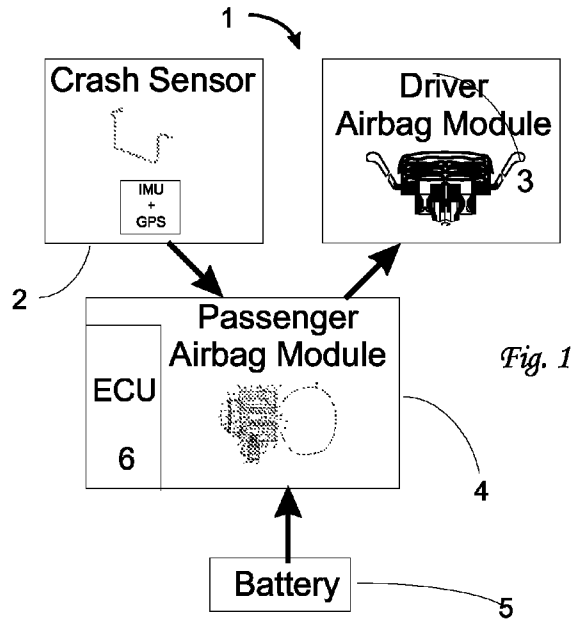 1
Crash Sensor
IMU
+
GPS
2
Driver
Airbag Module
3
Passenger
Airbag Module
ECU
6
4
Fig. 1
Battery
5